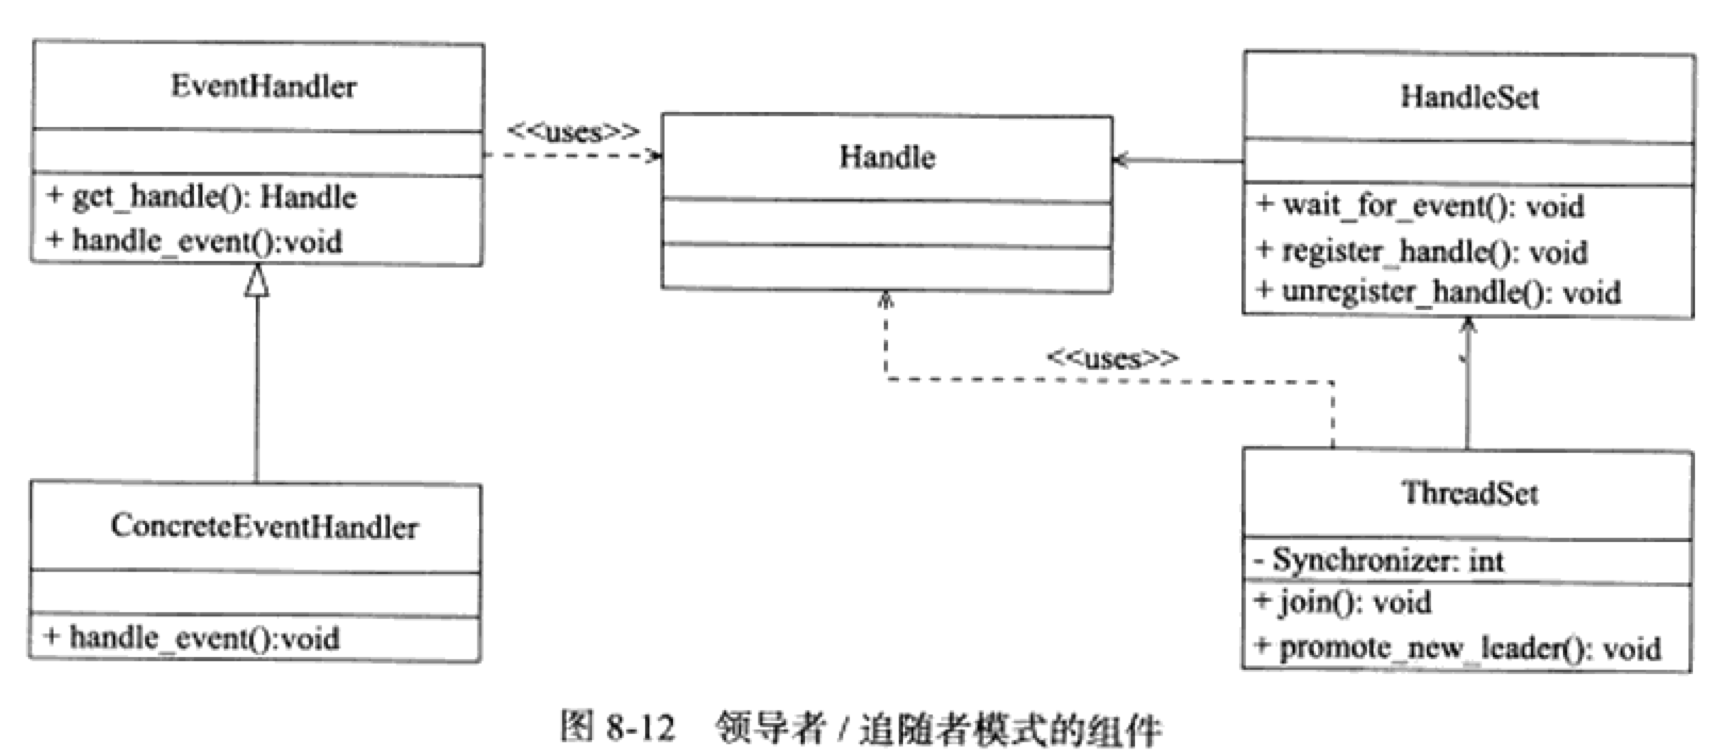 EventHandler
+ get_handle(): Handle
+ handle_event():void
<<uses>>
Handle
HandleSet
+ wait_for_event(): void
+ register_handle(): void
+ unregister_handle(): void
<<uses>>
ConcreteEventHandler
+ handle_event():void
ThreadSet
- Synchronizer: int
+ join(): void
+ promote_new_leader(): void
图 8-12 领导者 / 追随者模式的组件